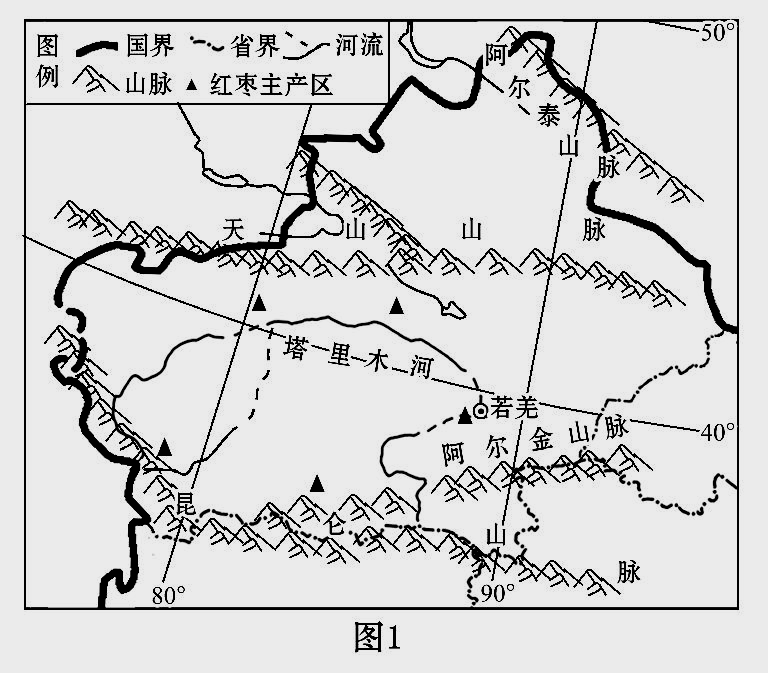 图例 国界 省界 河流
山脉 红枣主产区
50°
阿尔泰山脉
天山山脉
塔里木河
若羌
40°
阿尔金山脉
昆仑山脉
80°
90°
图1